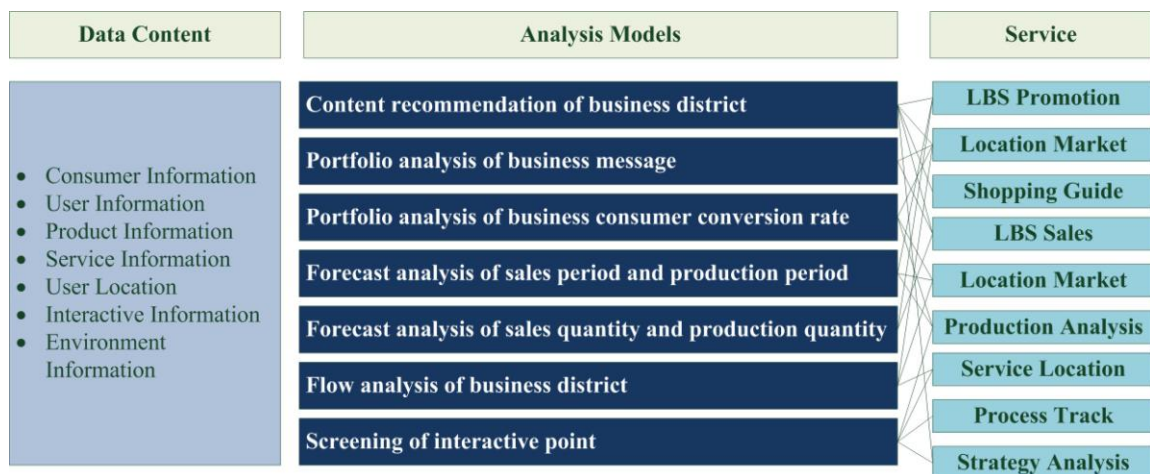 Data Content
Analysis Models
Service
• Consumer Information
• User Information
• Product Information
• Service Information
• User Location
• Interactive Information
• Environment
Information
Content recommendation of business district
Portfolio analysis of business message
Portfolio analysis of business consumer conversion rate
Forecast analysis of sales period and production period
Forecast analysis of sales quantity and production quantity
Flow analysis of business district
Screening of interactive point
LBS Promotion
Location Market
Shopping Guide
LBS Sales
Location Market
Production Analysis
Service Location
Process Track
Strategy Analysis